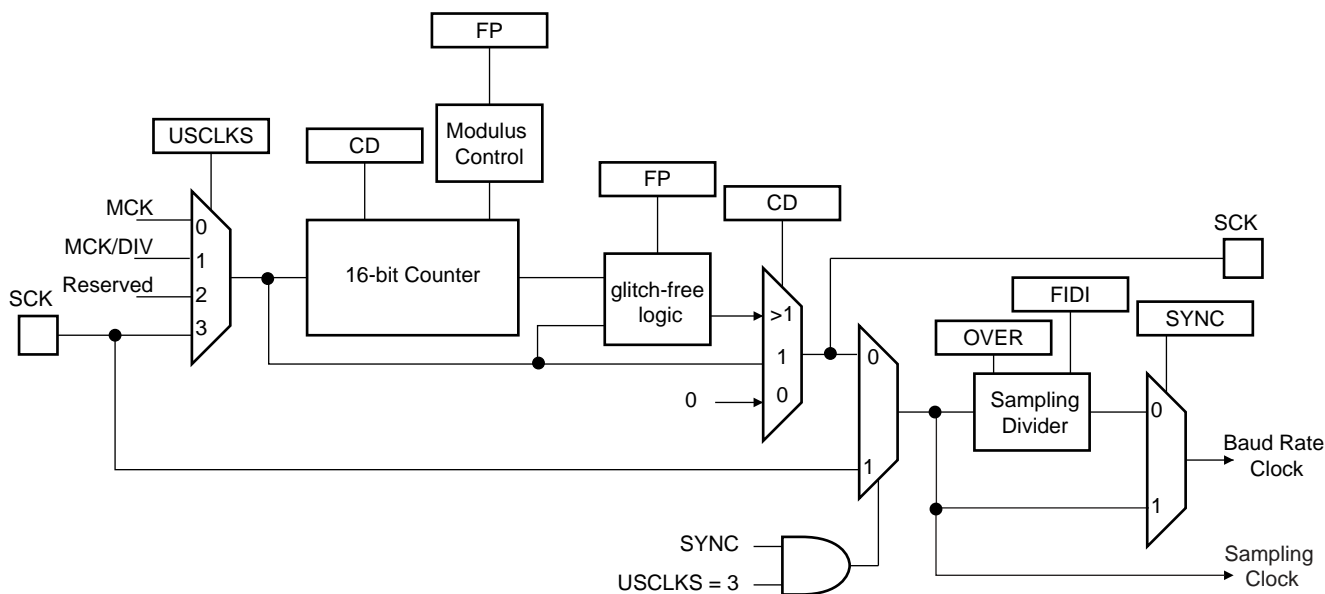 FP
USCLKS
CD
Modulus
Control
FP
CD
MCK
0
MCK/DIV
1
Reserved
2
SCK
3
16-bit Counter
glitch-free
logic
>1
1
0
0
SCK
FIDI
OVER
SYNC
0
1
Sampling
Divider
0
1
Baud Rate
Clock
SYNC
USCLKS = 3
Sampling
Clock